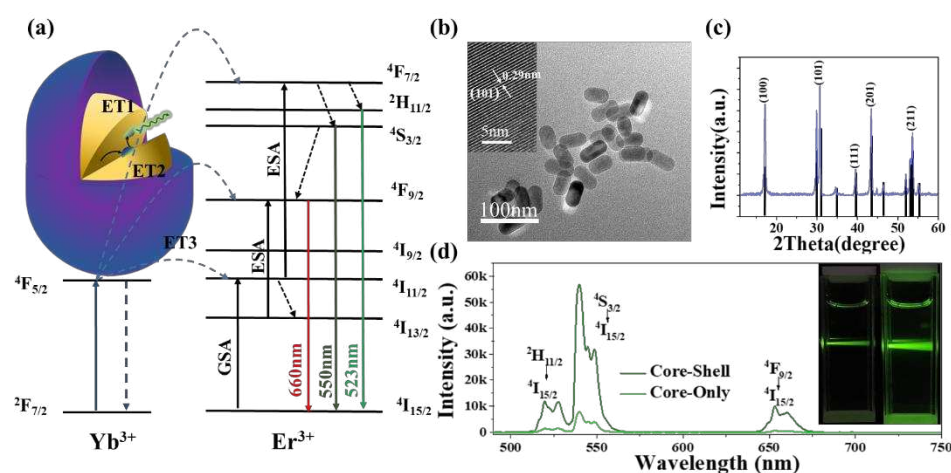 (a)
ET1
ET2
ET3
⁴F₅/₂
²F₇/₂
Yb³⁺
⁴F₇/₂
²H₁₁/₂
⁴S₃/₂
⁴F₉/₂
⁴I₉/₂
⁴I₁₁/₂
⁴I₁₃/₂
⁴I₁₅/₂
ESA
ESA
GSA
660nm
550nm
523nm
Er³⁺
(b)
0.29nm
(101)
5nm
100nm
(c)
Intensity(a.u.)
(100)
(101)
(111)
(201)
(211)
10 20 30 40 50 60
2Theta(degree)
(d)
Intensity (a.u.)
60k
50k
40k
30k
20k
10k
0
²H₁₁/₂
⁴I₁₅/₂
⁴S₃/₂
⁴I₁₅/₂
Core-Shell
Core-Only
⁴F₉/₂
⁴I₁₅/₂
500 550 600 650 700 750
Wavelength (nm)